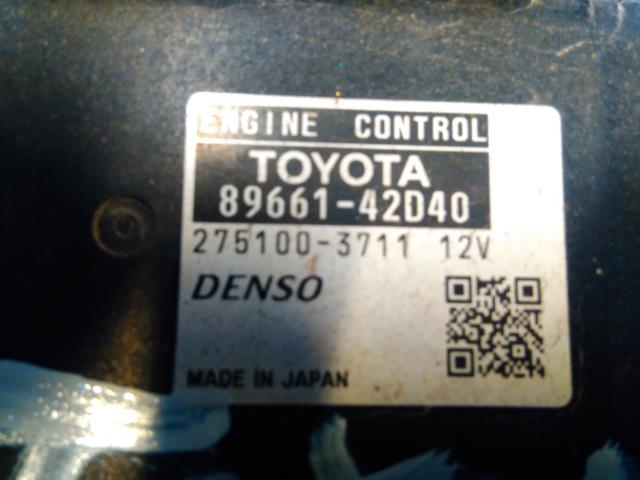 ENGINE CONTROL
TOYOTA
89661-42D40
275100-3711 12V
DENSO
MADE IN JAPAN